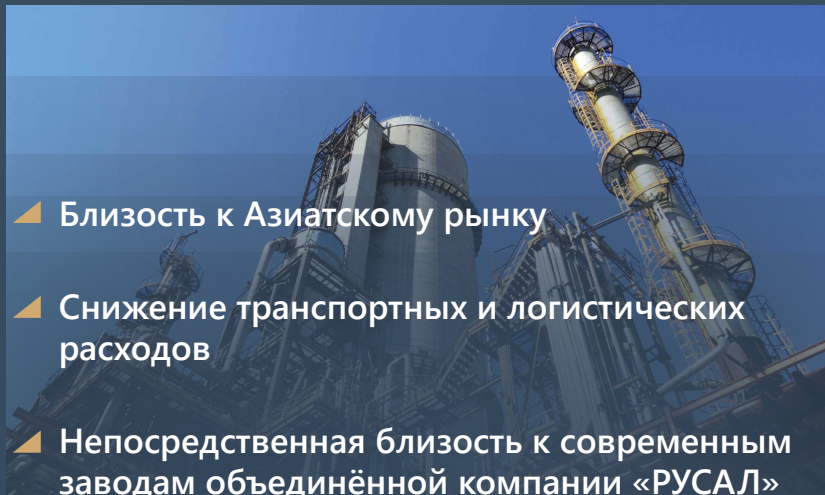 Близость к Азиатскому рынку
Снижение транспортных и логистических
расходов
Непосредственная близость к современным
заводам объединённой компании «РУСАЛ»